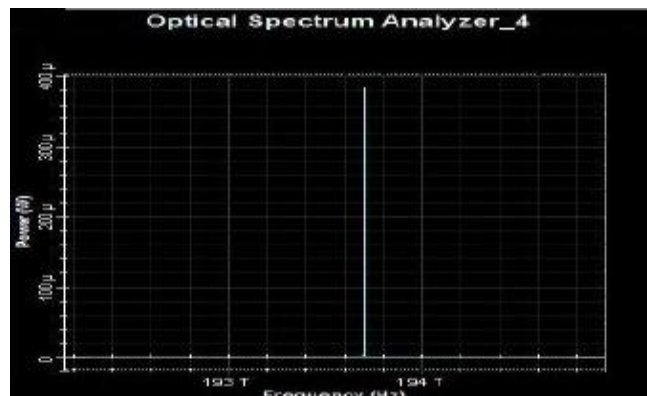 Optical Spectrum Analyzer_4
400 µ
300 µ
200 µ
100 µ
0
Power (W)
193 T
194 T
Frequency (Hz)